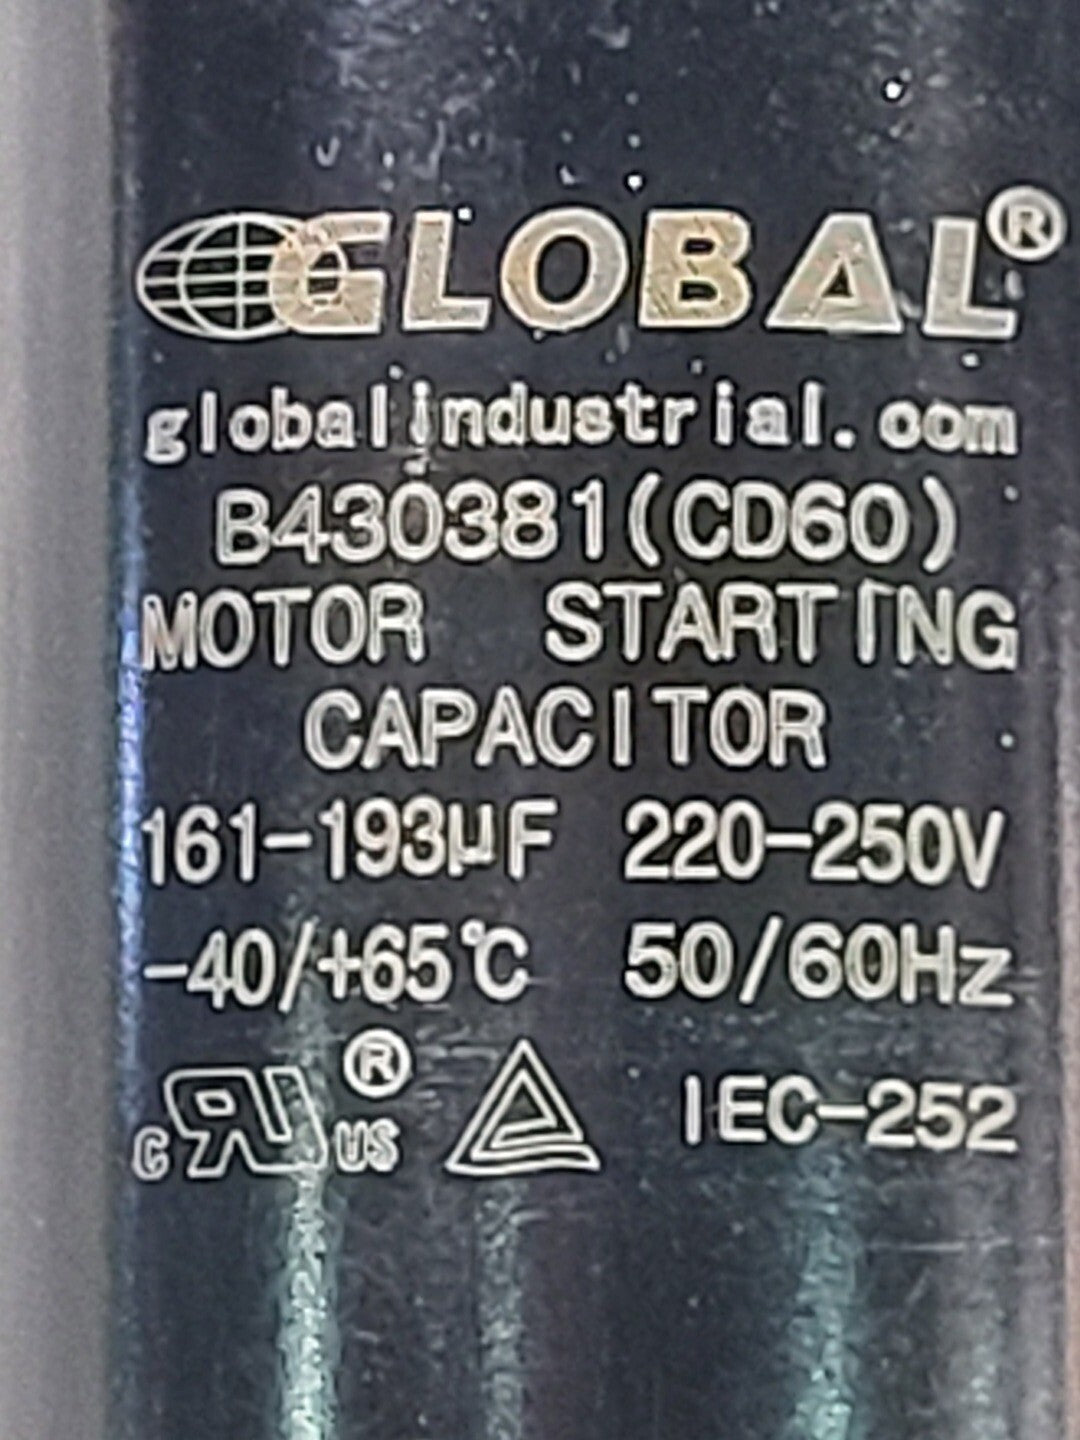 GLOBAL®
globalindustrial.com
B430381(CD60)
MOTOR STARTING
CAPACITOR
161-193μF 220-250V
-40/+65℃ 50/60Hz
c RU US ® IEC-252